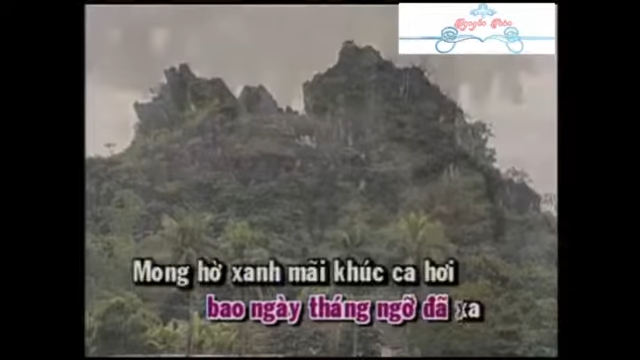 Mong hờ xanh mãi khúc ca hơi
bao ngày tháng ngỡ đã xa